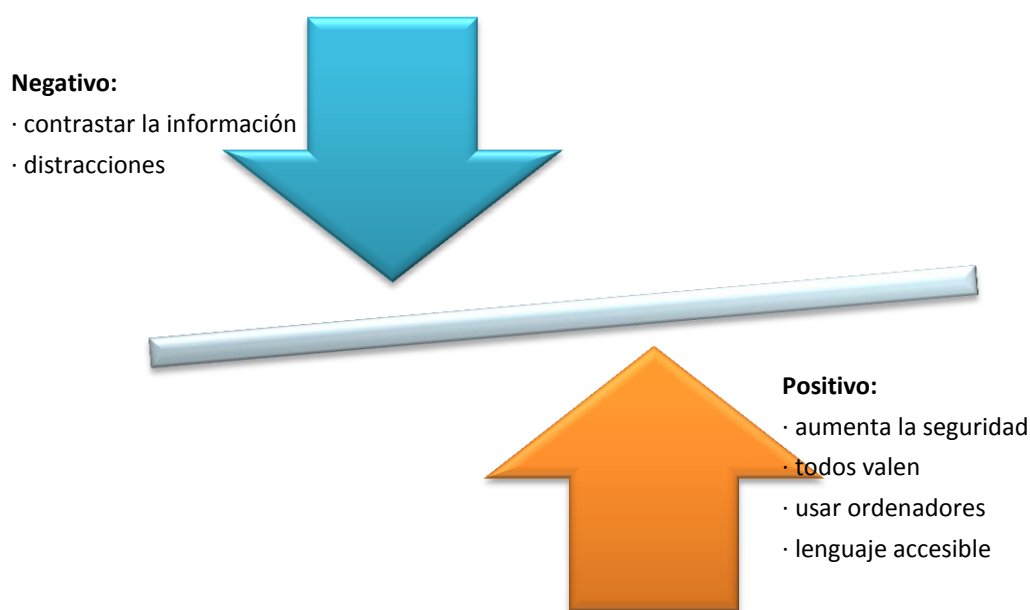 Negativo:
· contrastar la información
· distracciones
Positivo:
· aumenta la seguridad
· todos valen
· usar ordenadores
· lenguaje accesible